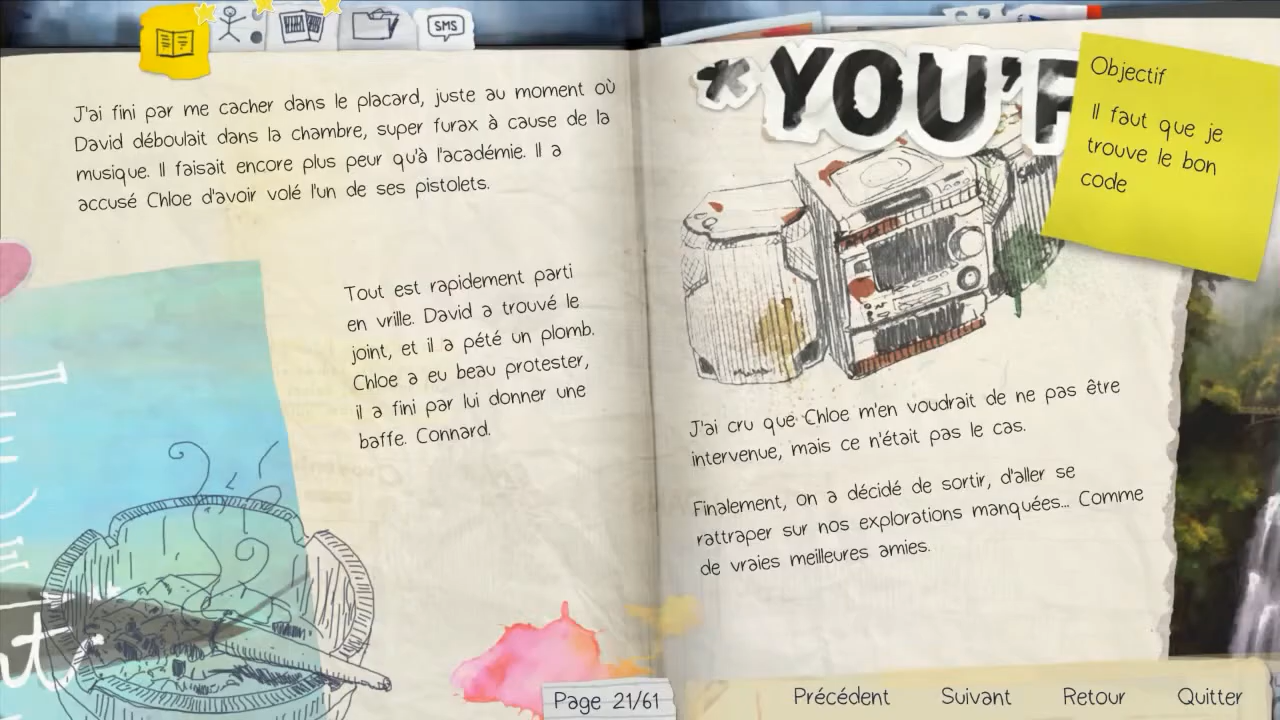 SMS
J'ai fini par me cacher dans le placard, juste au moment où
David déboulait dans la chambre, super furax à cause de la
musique. Il faisait encore plus peur qu'à l'académie. Il a
accusé Chloe d'avoir volé l'un de ses pistolets.
Tout est rapidement parti
en vrille. David a trouvé le
joint, et il a pété un plomb.
Chloe a eu beau protester,
il a fini par lui donner une
baffe. Connard.
*YOU'
Objectif
Il faut que je
trouve le bon
code
J'ai cru que Chloe m'en voudrait de ne pas être
intervenue, mais ce n'était pas le cas.
Finalement, on a décidé de sortir, d'aller se
rattraper sur nos explorations manquées... Comme
de vraies meilleures amies.
Page 21/61
Précédent Suivant Retour Quitter